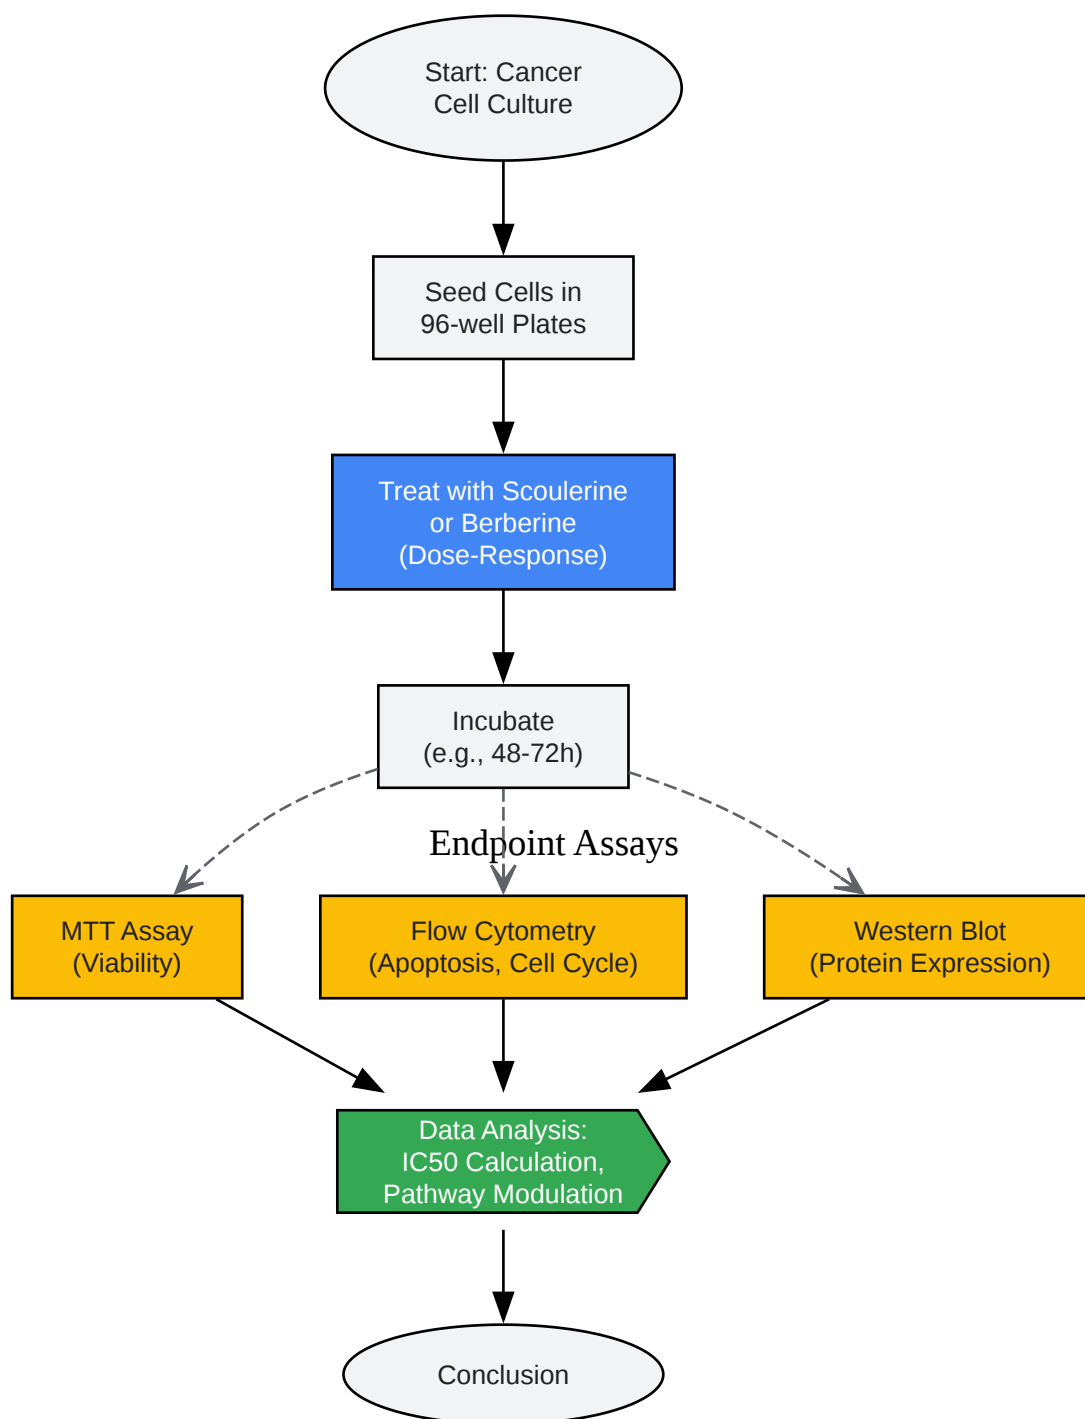 Start: Cancer
Cell Culture
Seed Cells in
96-well Plates
Treat with Scoulerine
or Berberine
(Dose-Response)
Incubate
(e.g., 48-72h)
Endpoint Assays
MTT Assay
(Viability)
Flow Cytometry
(Apoptosis, Cell Cycle)
Western Blot
(Protein Expression)
Data Analysis:
IC50 Calculation,
Pathway Modulation
Conclusion